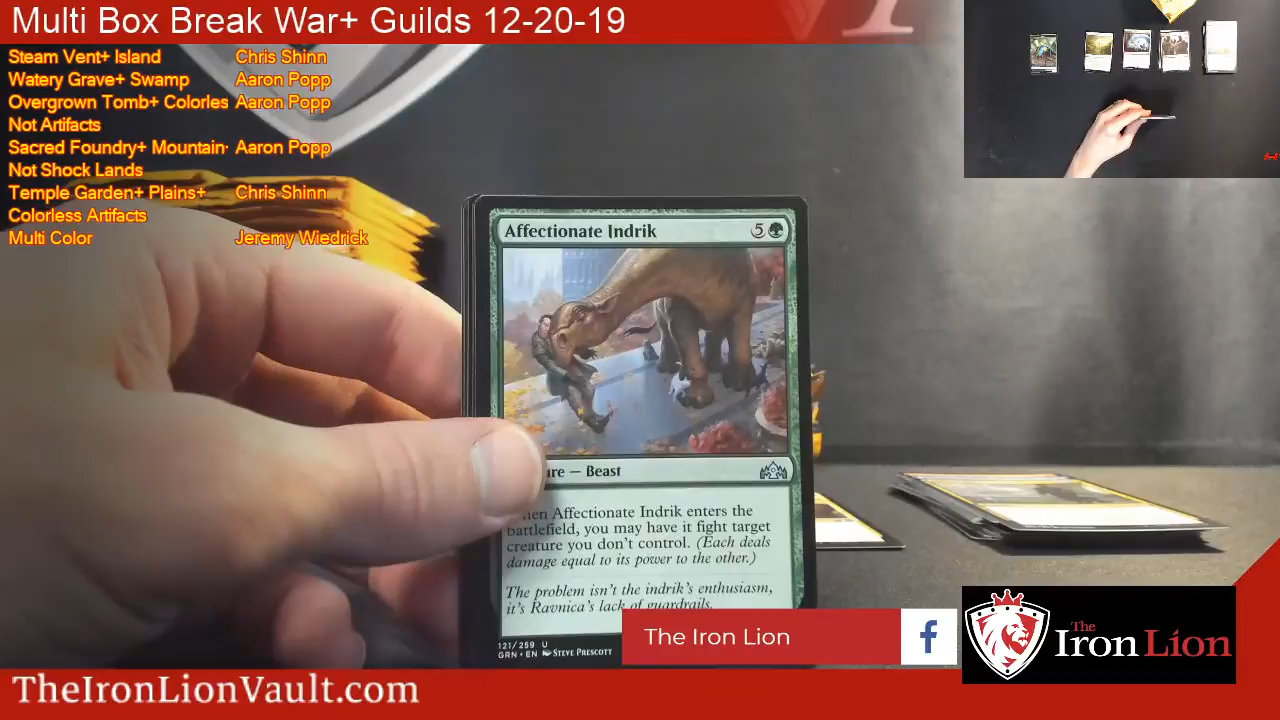 Multi Box Break War+ Guilds 12-20-19
Steam Vent+ Island Chris Shinn
Watery Grave+ Swamp Aaron Popp
Overgrown Tomb+ Colorles Aaron Popp
Not Artifacts
Sacred Foundry+ Mountain Aaron Popp
Not Shock Lands
Temple Garden+ Plains+ Chris Shinn
Colorless Artifacts
Multi Color Jeremy Wiedrick
Affectionate Indrik 5
— Beast
Affectionate Indrik enters the
battlefield, you may have it fight target
creature you don't control. (Each deals
damage equal to its power to the other.)
The problem isn't the indrik's enthusiasm,
it's Ravnica's lack of guardrails.
121/259 U
GRN • EN Steve Prescott
The Iron Lion
f
The Iron Lion
TheIronLionVault.com